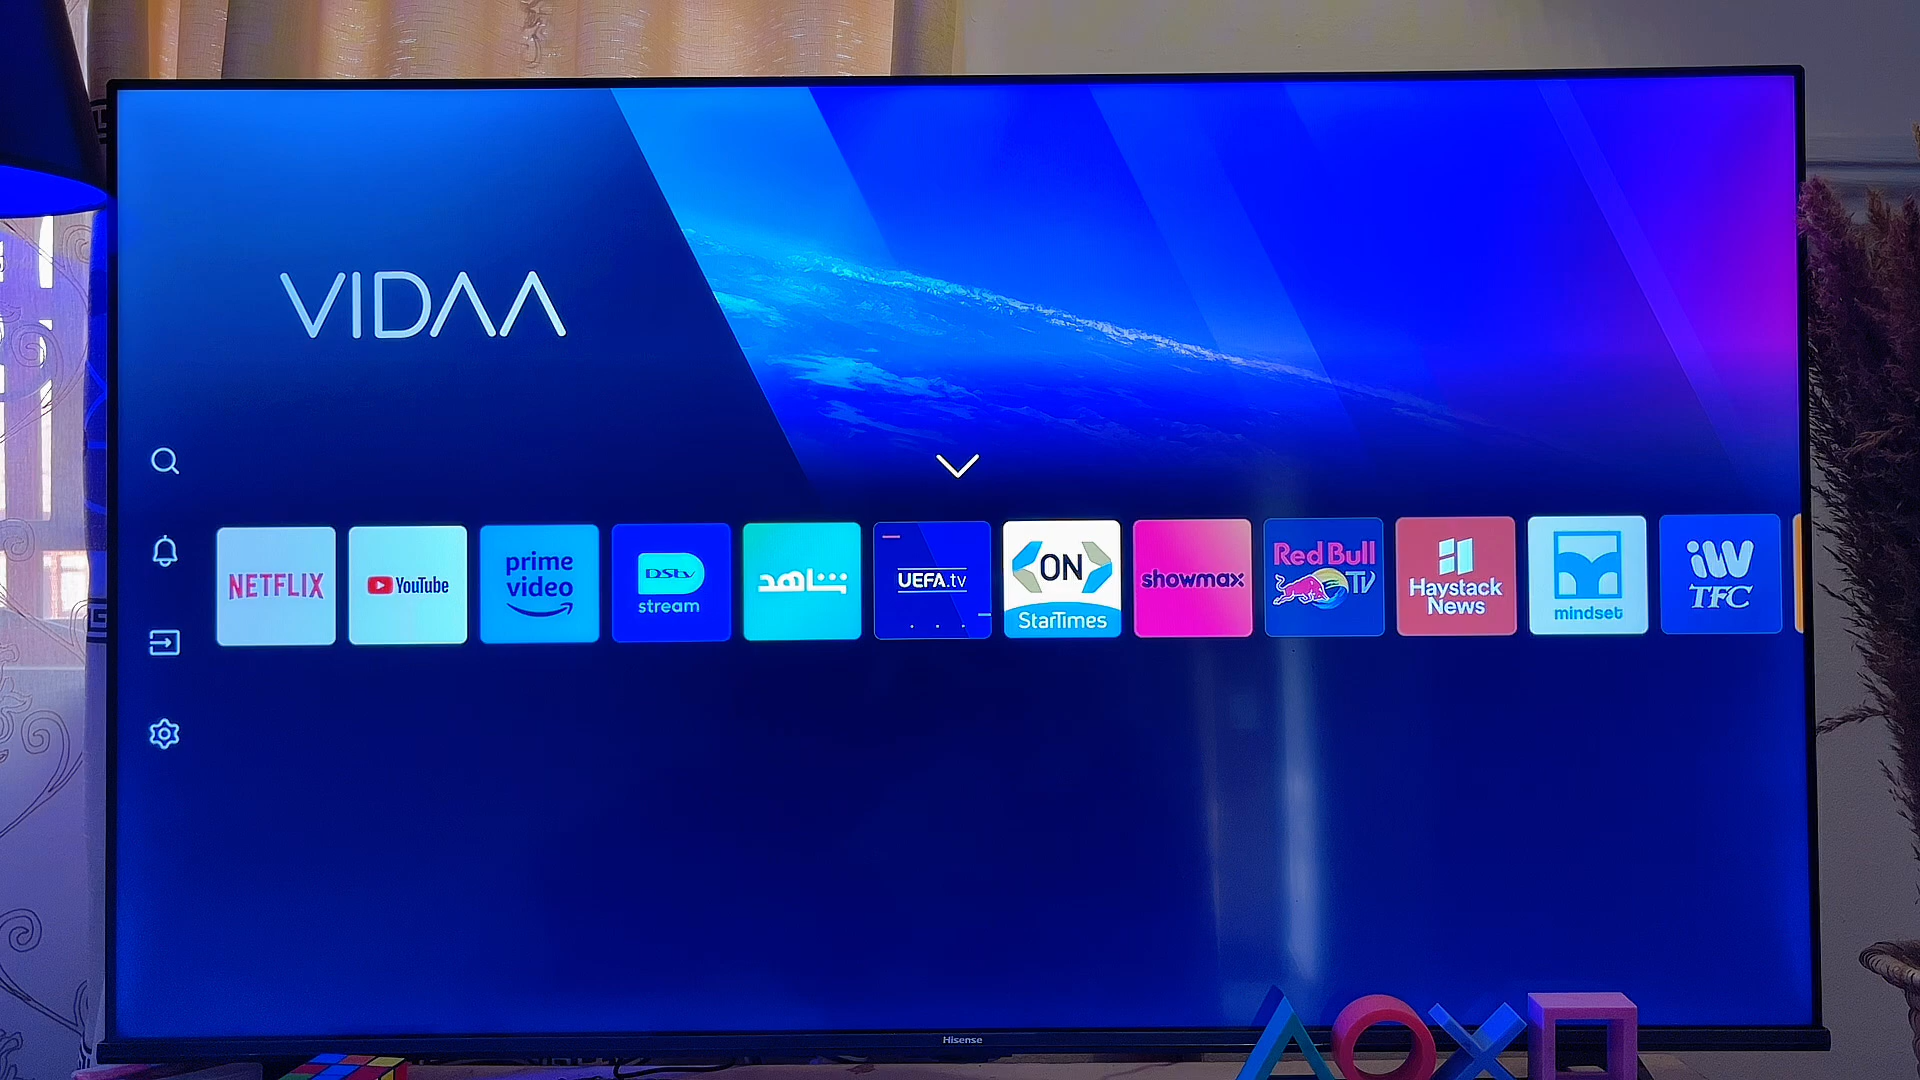 VIDAA
NETFLIX
YouTube
prime
video
DStv
stream
شاهد
UEFA.tv
ON
StarTimes
showmax
Red Bull
TV
Haystack
News
mindset
iW
TFC
Hisense